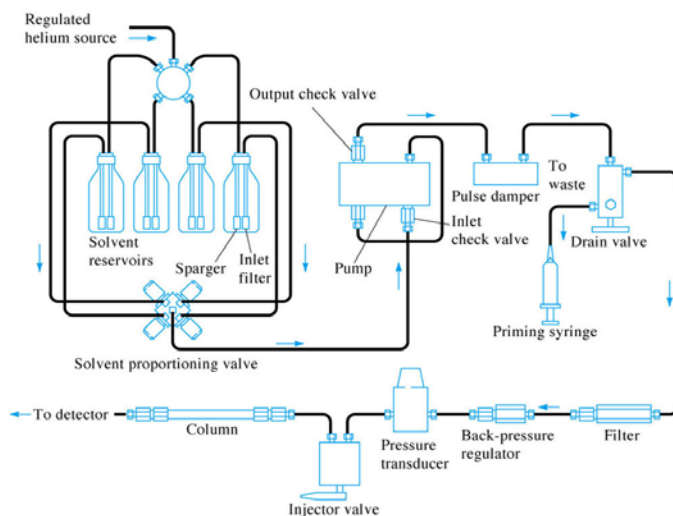 Regulated
helium source
Output check valve
To
waste
Pulse damper
Solvent
reservoirs
Sparger
Inlet
filter
Inlet
check valve
Pump
Drain valve
Priming syringe
Solvent proportioning valve
To detector
Column
Pressure
transducer
Back-pressure
regulator
Filter
Injector valve